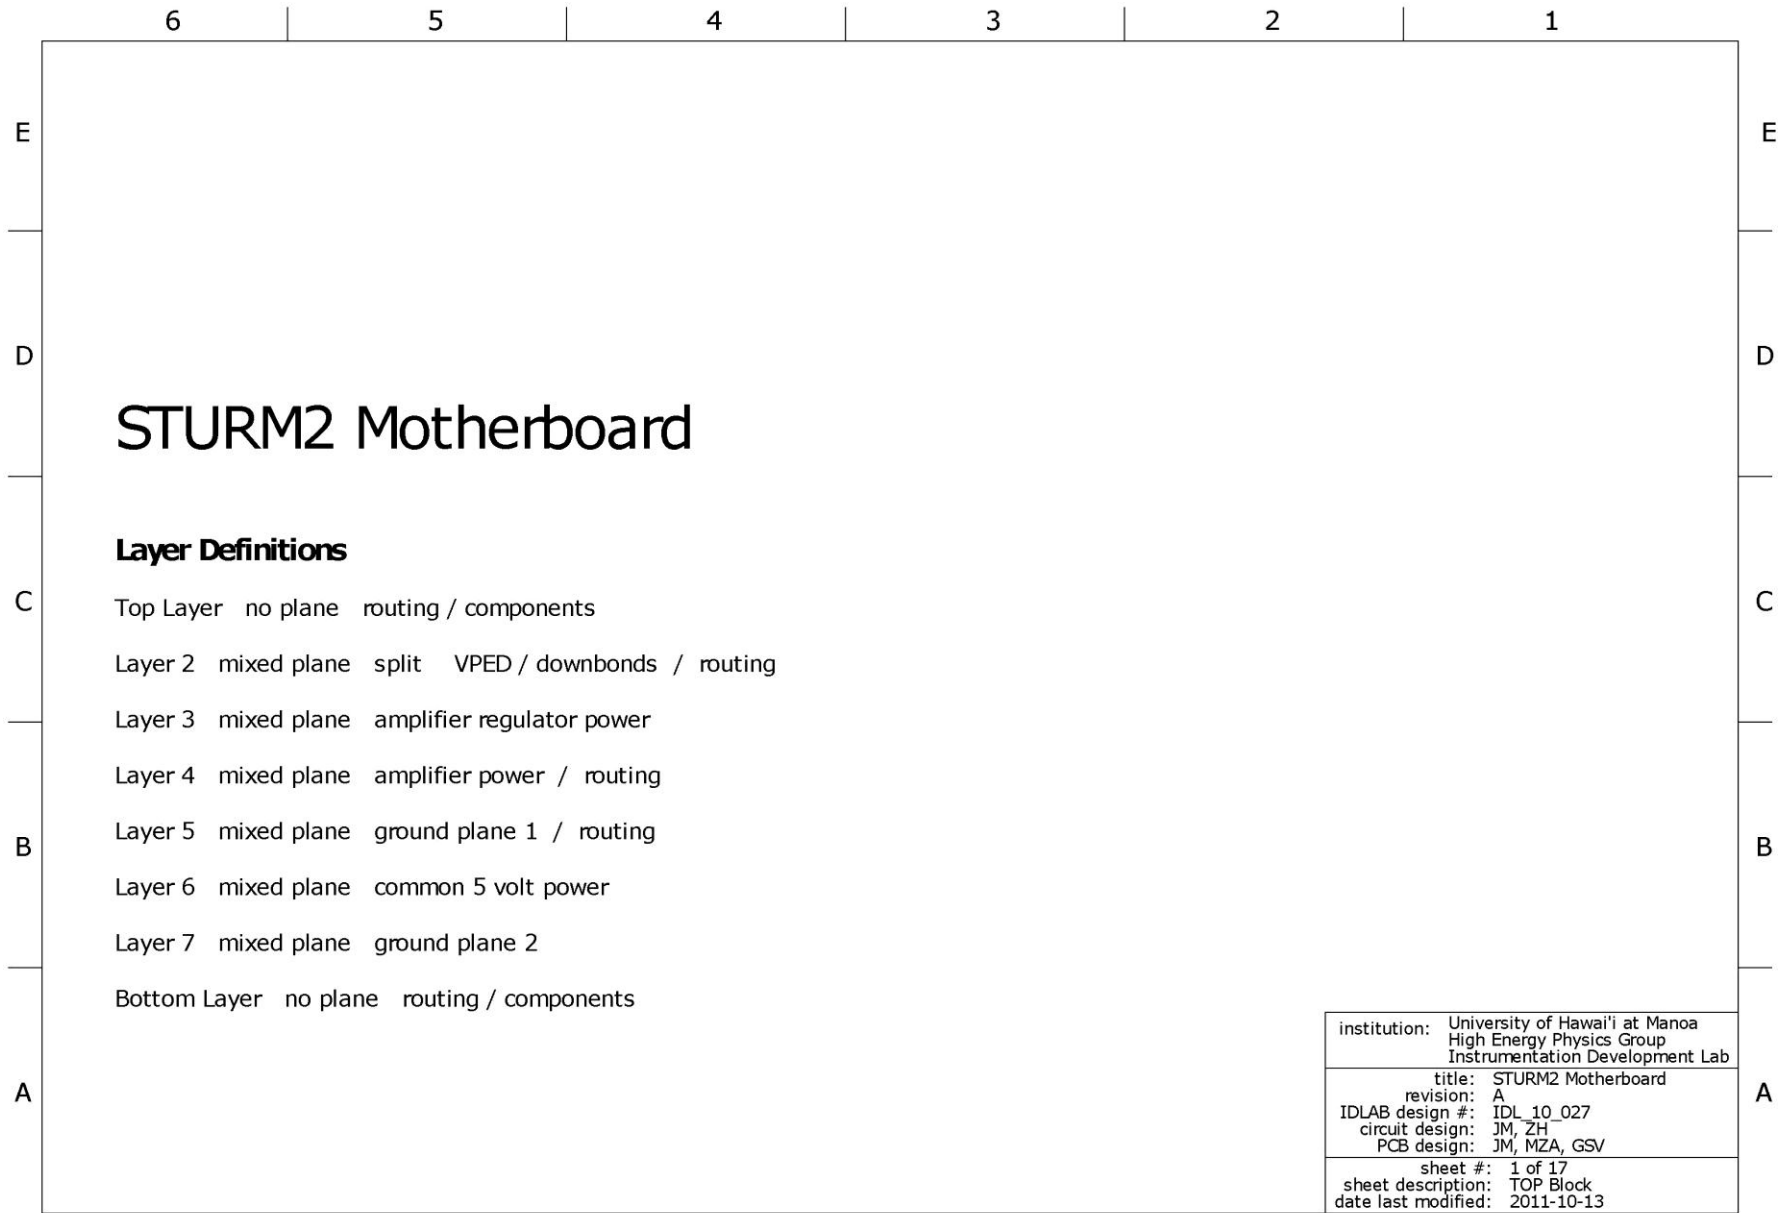 6 5 4 3 2 1
E E
D D
STURM2 Motherboard
Layer Definitions
C C
Top Layer no plane routing / components
Layer 2 mixed plane split VPED / downbonds / routing
Layer 3 mixed plane amplifier regulator power
Layer 4 mixed plane amplifier power / routing
Layer 5 mixed plane ground plane 1 / routing
B B
Layer 6 mixed plane common 5 volt power
Layer 7 mixed plane ground plane 2
Bottom Layer no plane routing / components
A A
institution: University of Hawai'i at Manoa
High Energy Physics Group
Instrumentation Development Lab
title: STURM2 Motherboard
revision: A
IDLAB design #: IDL_10_027
circuit design: JM, ZH
PCB design: JM, MZA, GSV
sheet #: 1 of 17
sheet description: TOP Block
date last modified: 2011-10-13